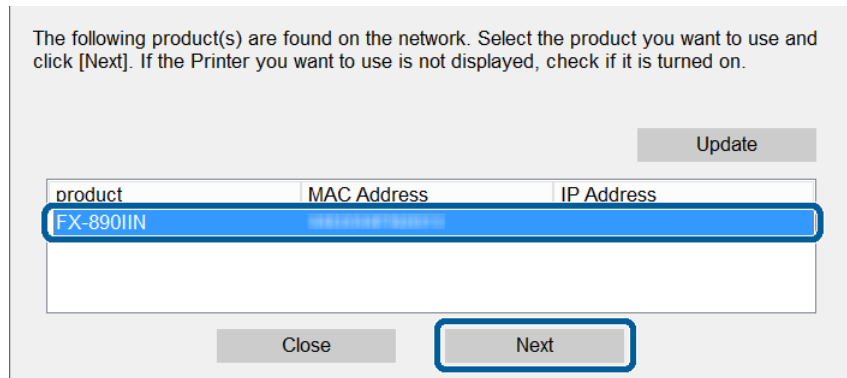 The following product(s) are found on the network. Select the product you want to use and
click [Next]. If the Printer you want to use is not displayed, check if it is turned on.
Update
product MAC Address IP Address
FX-890IIN
Close Next